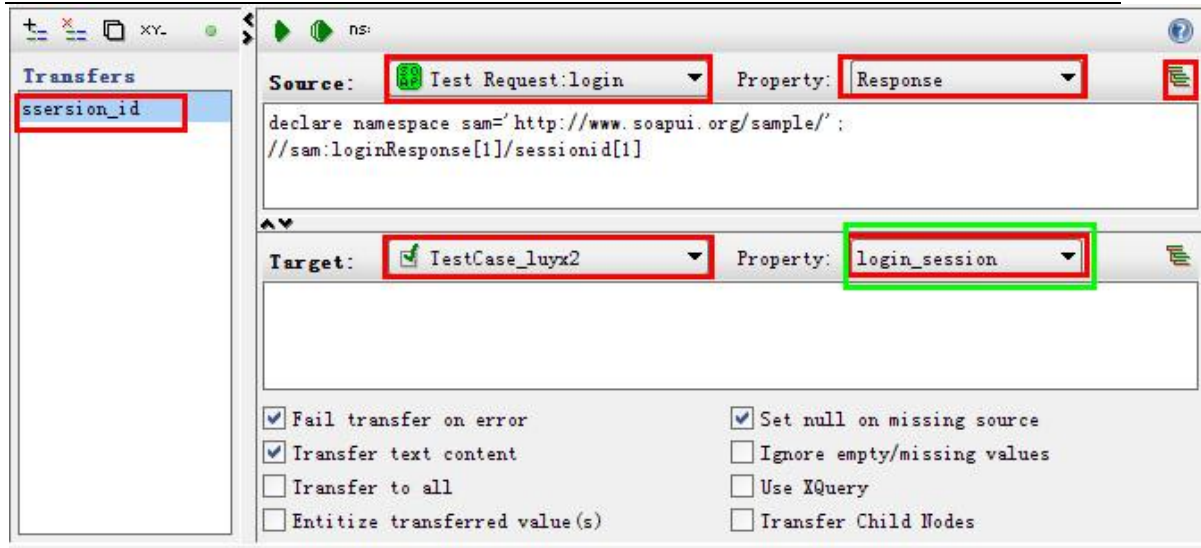 XY- ns:
Transfers
ssersion_id
Source: Test Request:login Property: Response
declare namespace sam='http://www.soapui.org/sample/';
//sam:loginResponse[1]/sessionid[1]
Target: TestCase_luyx2 Property: login_session
Fail transfer on error Set null on missing source
Transfer text content Ignore empty/missing values
Transfer to all Use XQuery
Entitize transferred value(s) Transfer Child Nodes